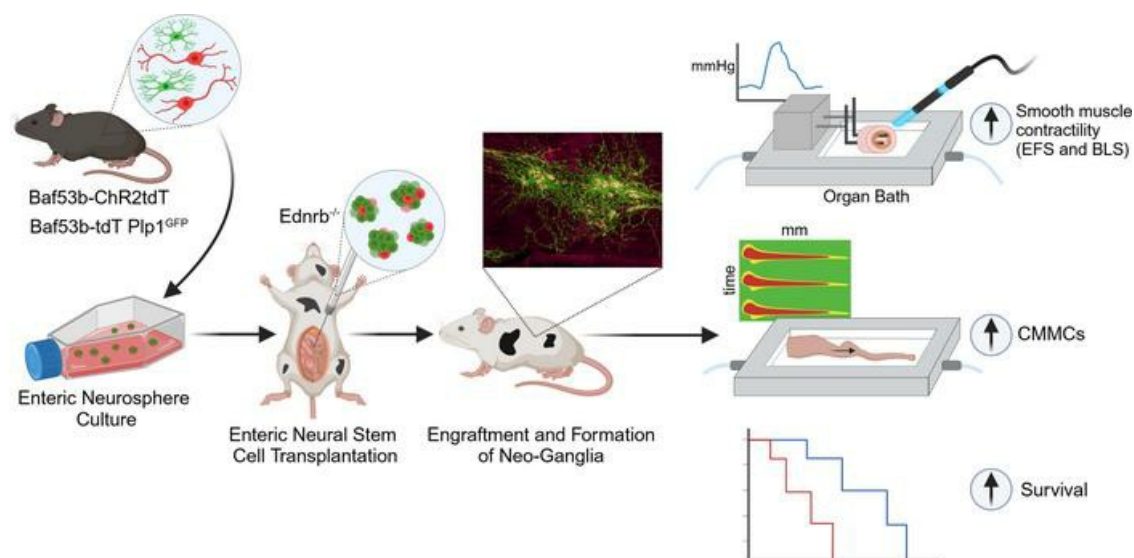 Baf53b-ChR2tdT
Baf53b-tdT Plp1ᴳᶠᴾ
Enteric Neurosphere
Culture
Ednrb⁻ᐟ⁻
Enteric Neural Stem
Cell Transplantation
Engraftment and Formation
of Neo-Ganglia
mmHg
Organ Bath
Smooth muscle
contractility
(EFS and BLS)
mm
time
CMMCs
Survival